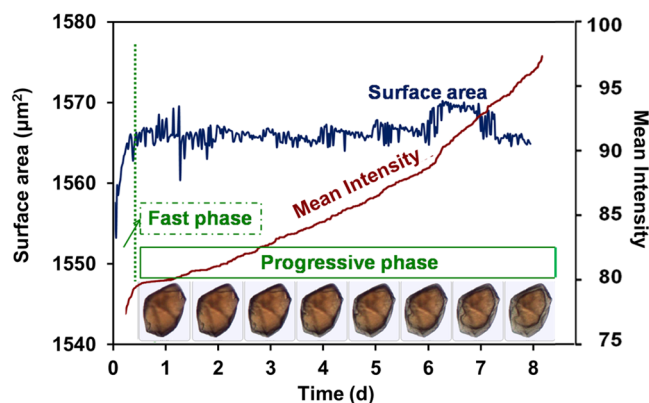 1580
1570
1560
1550
1540
Surface area (µm²)
100
95
90
85
80
75
Mean Intensity
Surface area
Mean Intensity
Fast phase
Progressive phase
0 1 2 3 4 5 6 7 8
Time (d)